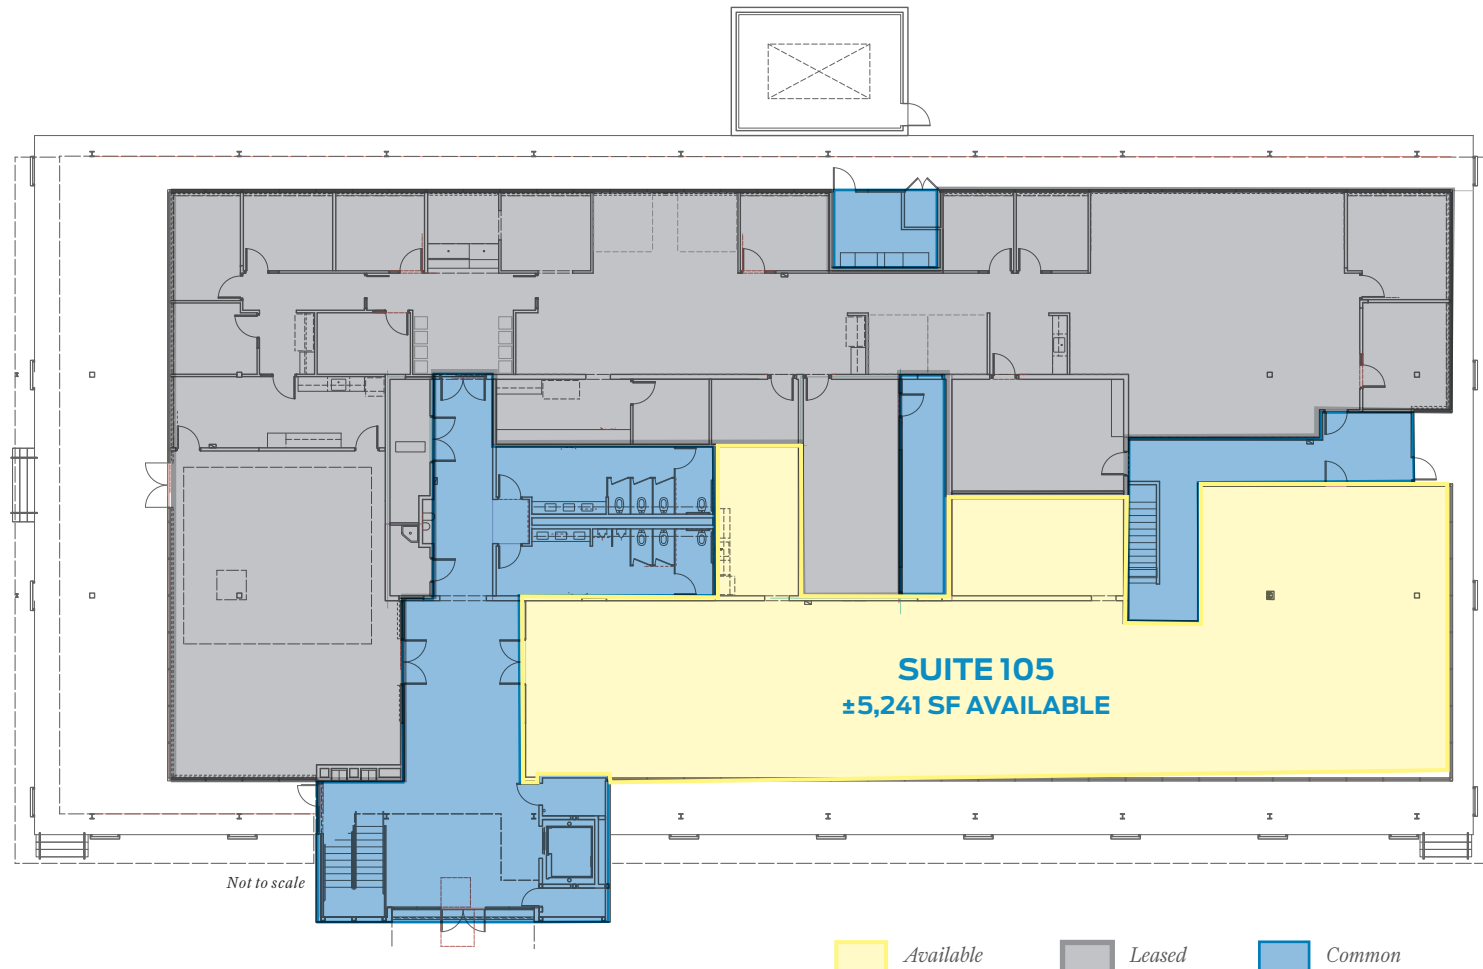 SUITE 105
±5,241 SF AVAILABLE
Not to scale
Available
Leased
Common